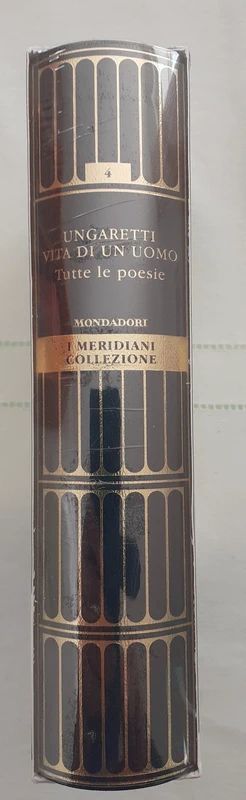 4
UNGARETTI
VITA DI UN UOMO
Tutte le poesie
MONDADORI
I MERIDIANI
COLLEZIONE